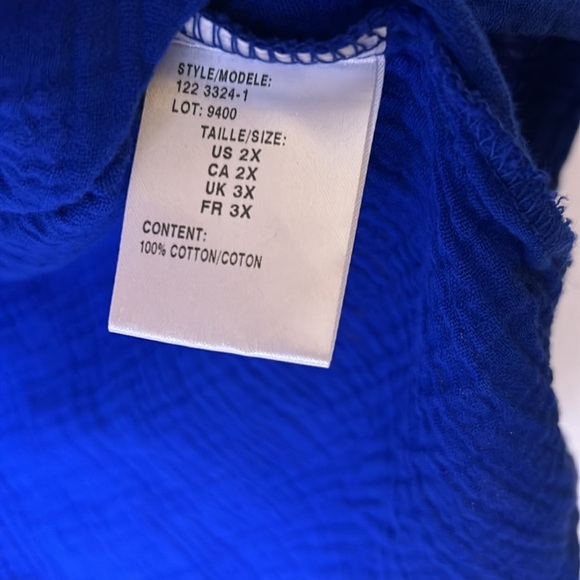 STYLE/MODELE:
122 3324-1
LOT: 9400
TAILLE/SIZE:
US 2X
CA 2X
UK 3X
FR 3X
CONTENT:
100% COTTON/COTON